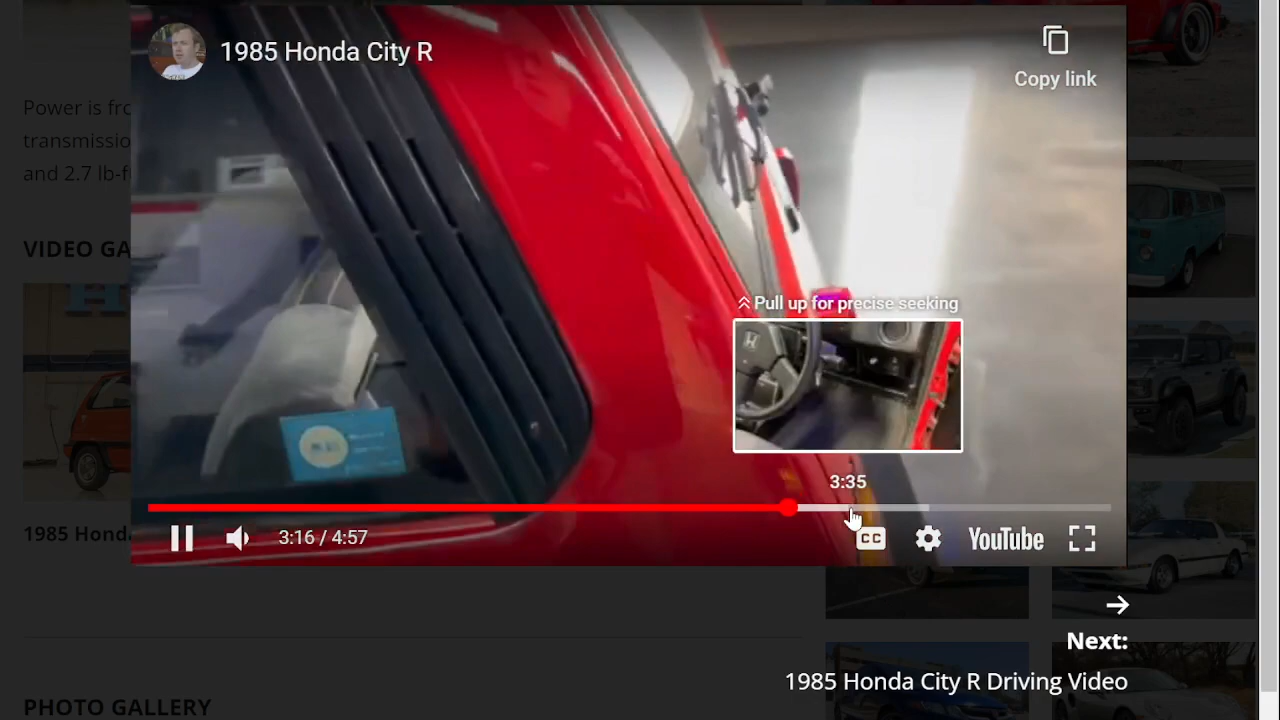 1985 Honda City R
Copy link
Power is fro
transmissio
and 2.7 lb-f
VIDEO GA
Pull up for precise seeking
3:35
3:16 / 4:57
CC
YouTube
1985 Honda
Next:
1985 Honda City R Driving Video
PHOTO GALLERY